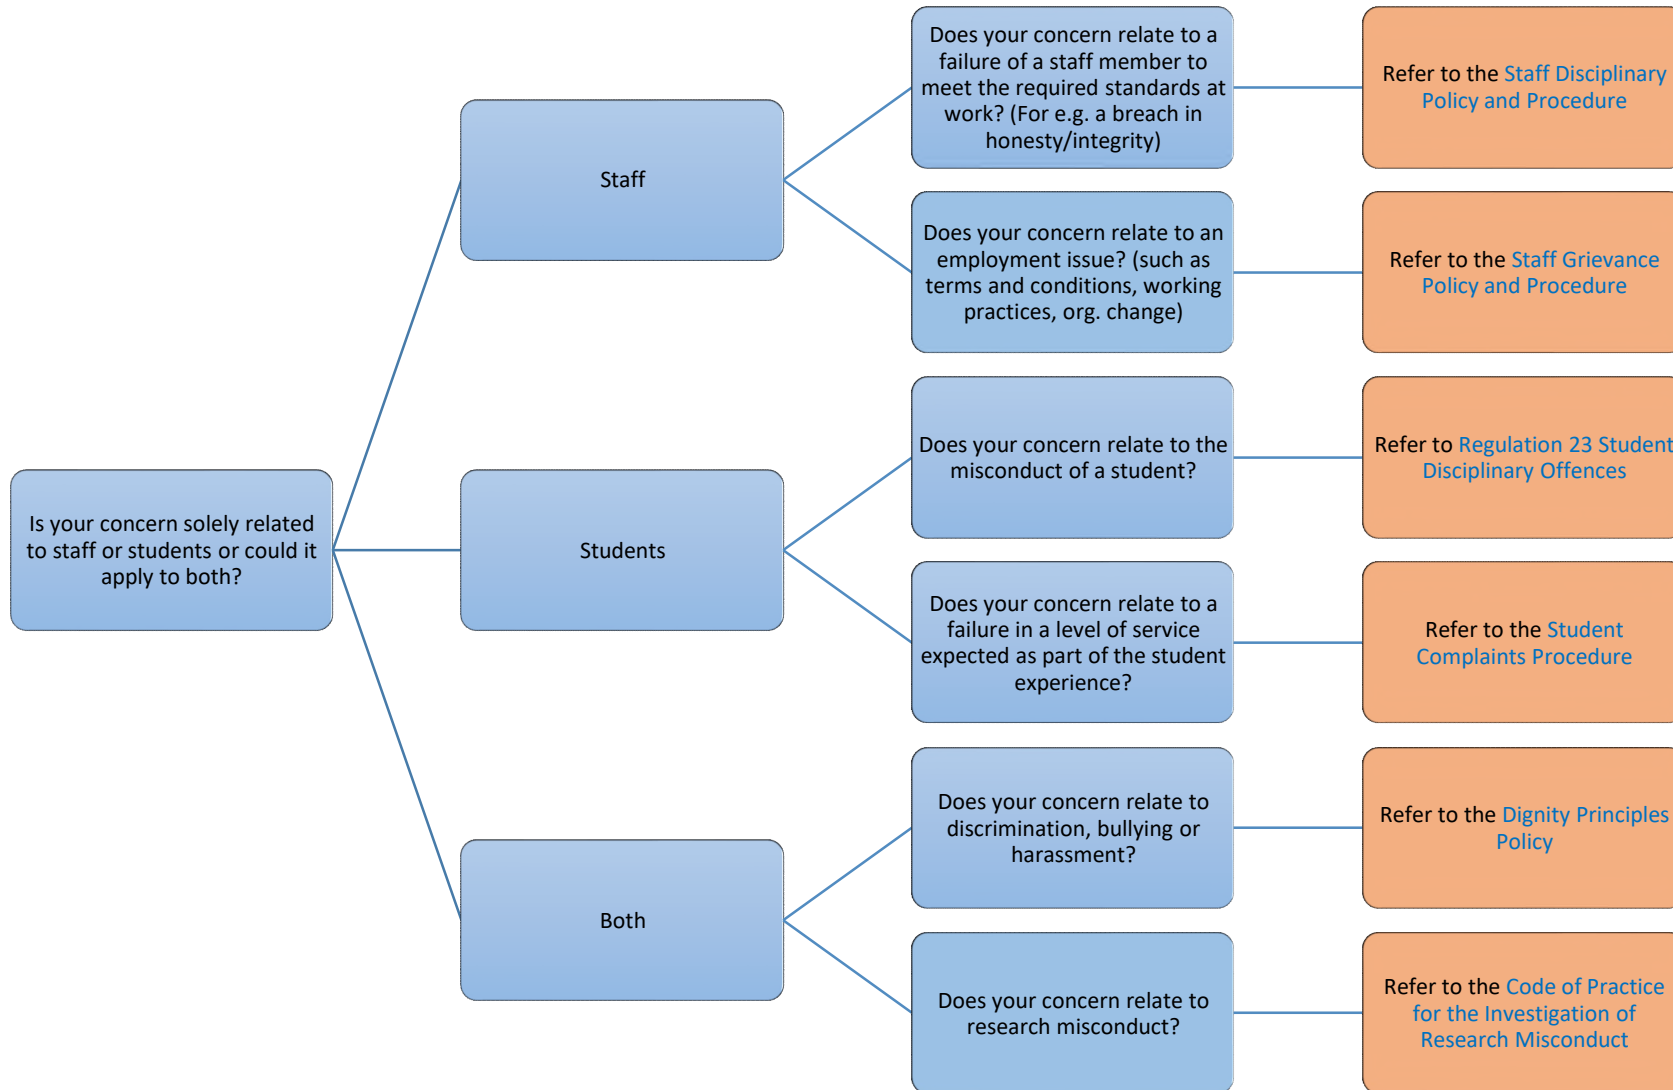 Is your concern solely related
to staff or students or could it
apply to both?
Staff
Does your concern relate to a
failure of a staff member to
meet the required standards at
work? (For e.g. a breach in
honesty/integrity)
Refer to the Staff Disciplinary
Policy and Procedure
Does your concern relate to an
employment issue? (such as
terms and conditions, working
practices, org. change)
Refer to the Staff Grievance
Policy and Procedure
Students
Does your concern relate to the
misconduct of a student?
Refer to Regulation 23 Student
Disciplinary Offences
Does your concern relate to a
failure in a level of service
expected as part of the student
experience?
Refer to the Student
Complaints Procedure
Both
Does your concern relate to
discrimination, bullying or
harassment?
Refer to the Dignity Principles
Policy
Does your concern relate to
research misconduct?
Refer to the Code of Practice
for the Investigation of
Research Misconduct